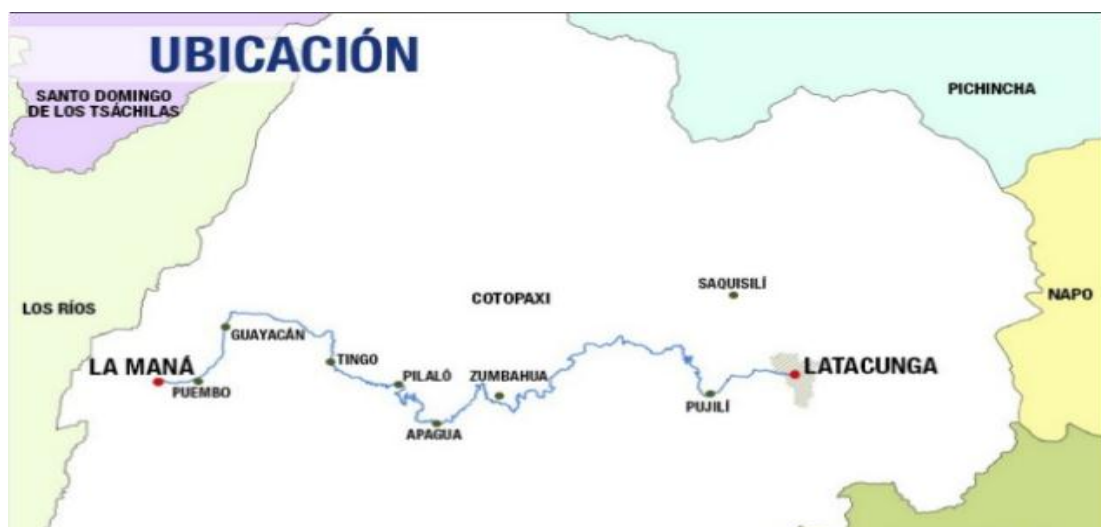 UBICACIÓN
SANTO DOMINGO
DE LOS TSÁCHILAS
PICHINCHA
SAQUISILÍ
NAPO
COTOPAXI
LOS RÍOS
GUAYACÁN
TINGO
LA MANÁ
PUEMBO
PILALÓ
ZUMBAHUA
LATACUNGA
PUJILÍ
APAGUA